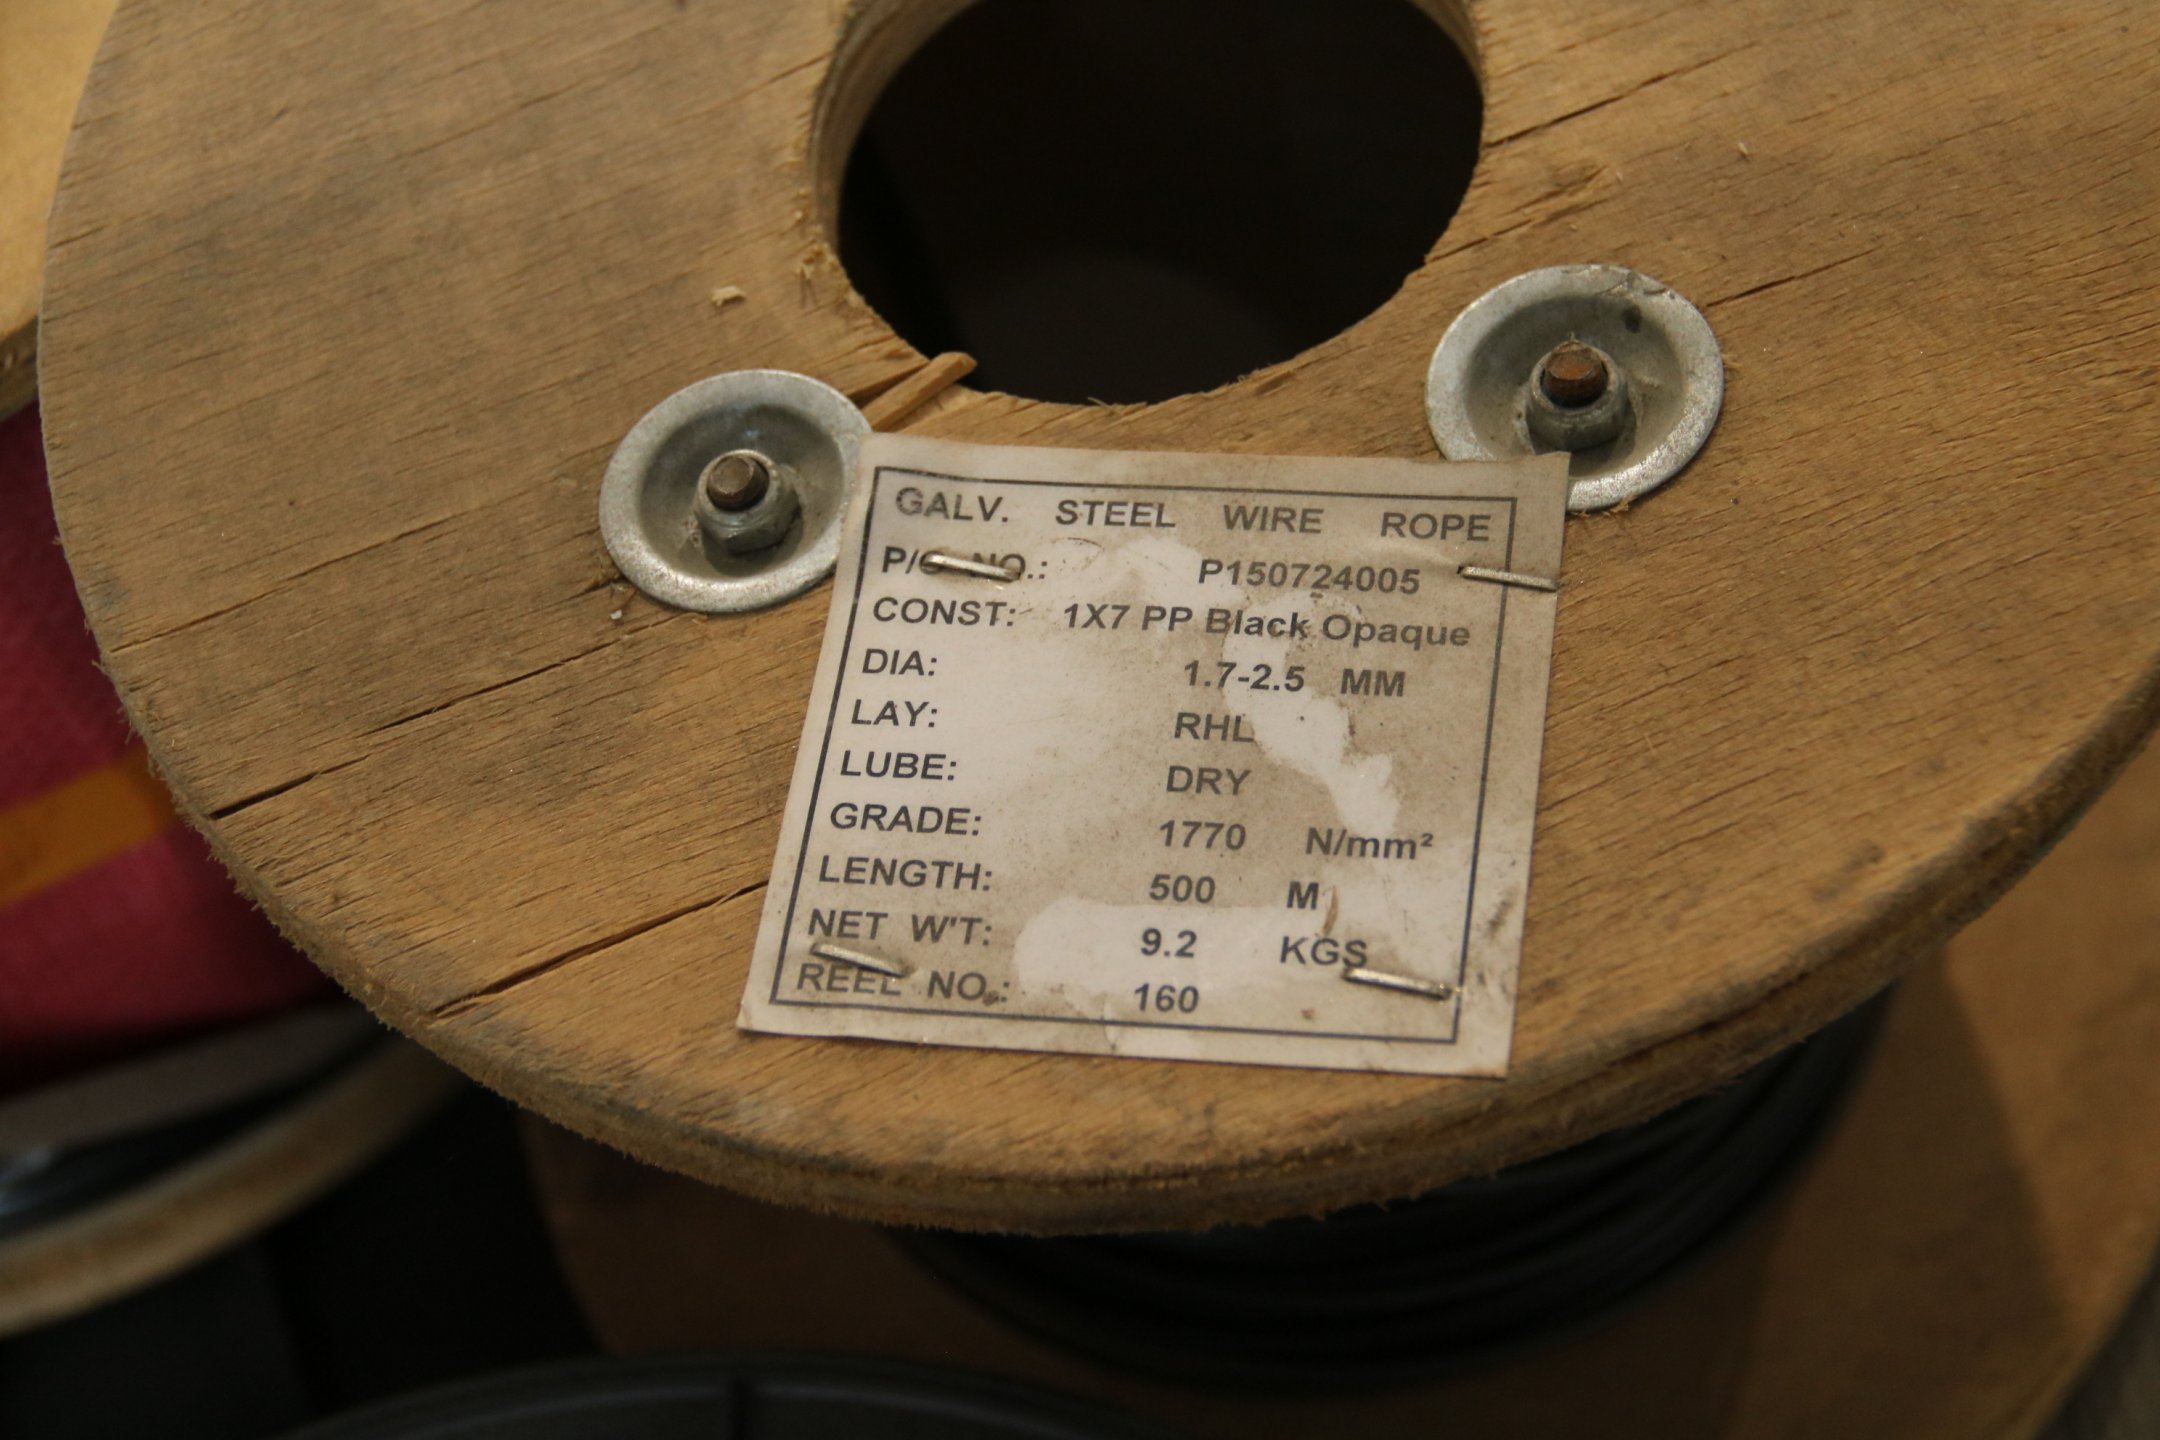 GALV. STEEL WIRE ROPE
P/O NO.: P150724005
CONST: 1X7 PP Black Opaque
DIA: 1.7-2.5 MM
LAY: RHL
LUBE: DRY
GRADE: 1770 N/mm²
LENGTH: 500 M
NET W'T: 9.2 KGS
REEL NO.: 160